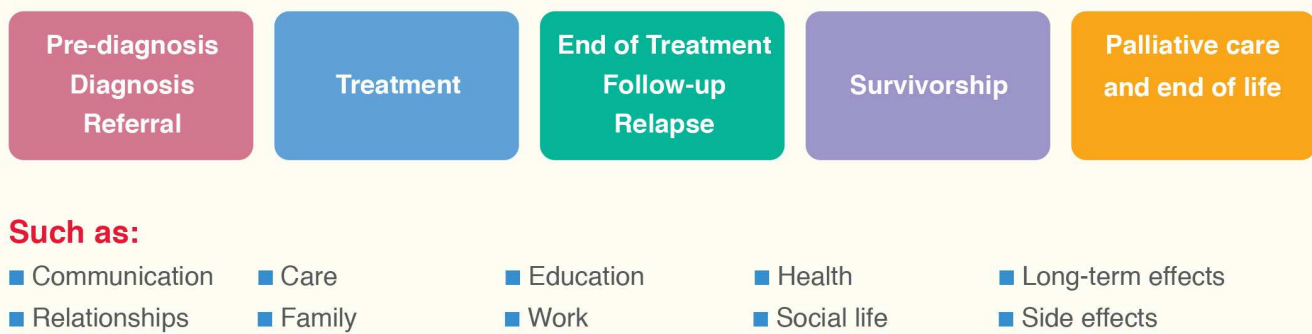 Pre-diagnosis
Diagnosis
Referral
Treatment
End of Treatment
Follow-up
Relapse
Survivorship
Palliative care
and end of life
Such as:
Communication
Care
Education
Health
Long-term effects
Relationships
Family
Work
Social life
Side effects